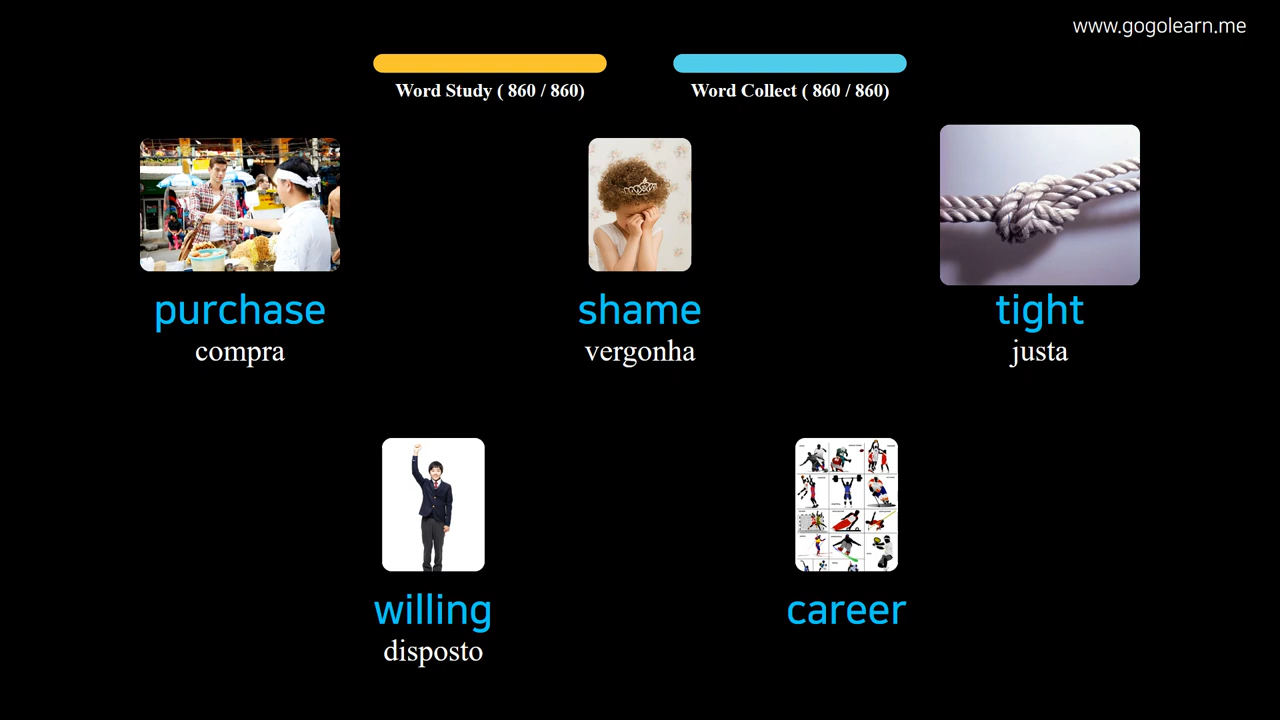 www.gogolearn.me
Word Study ( 860 / 860)
Word Collect ( 860 / 860)
purchase
compra
shame
vergonha
tight
justa
willing
disposto
career